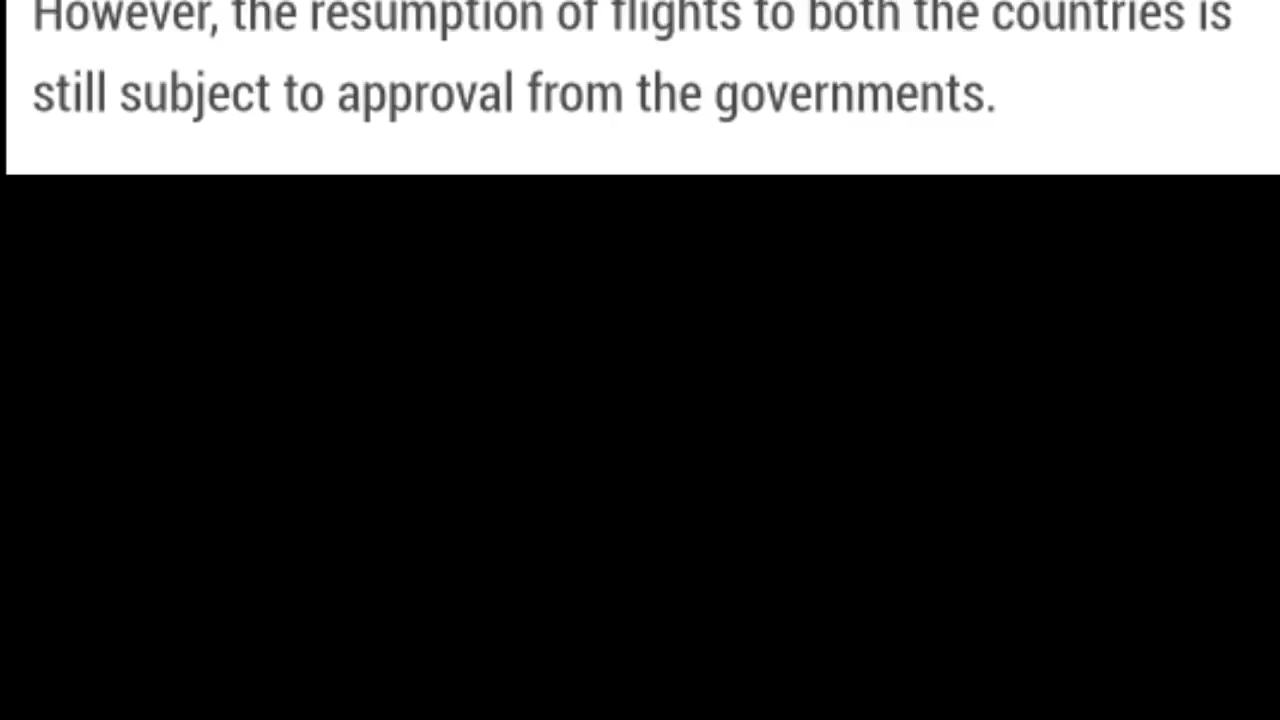 However, the resumption of flights to both the countries is
still subject to approval from the governments.